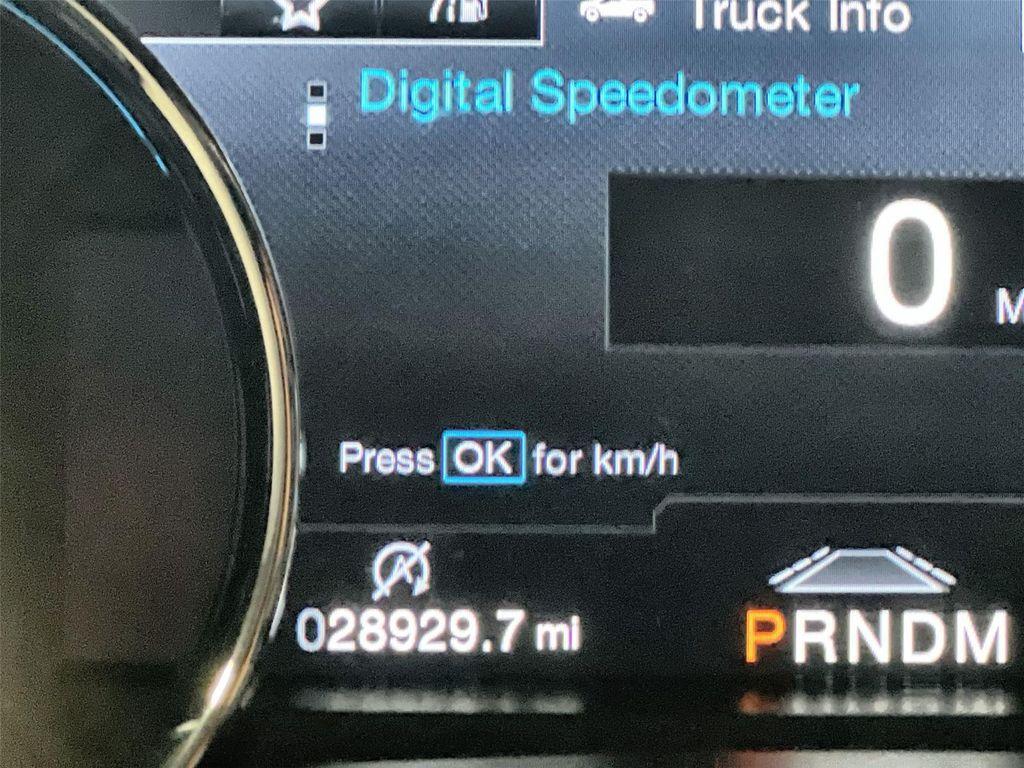 Truck Info
Digital Speedometer
0
M
Press OK for km/h
028929.7 mi
PRNDM